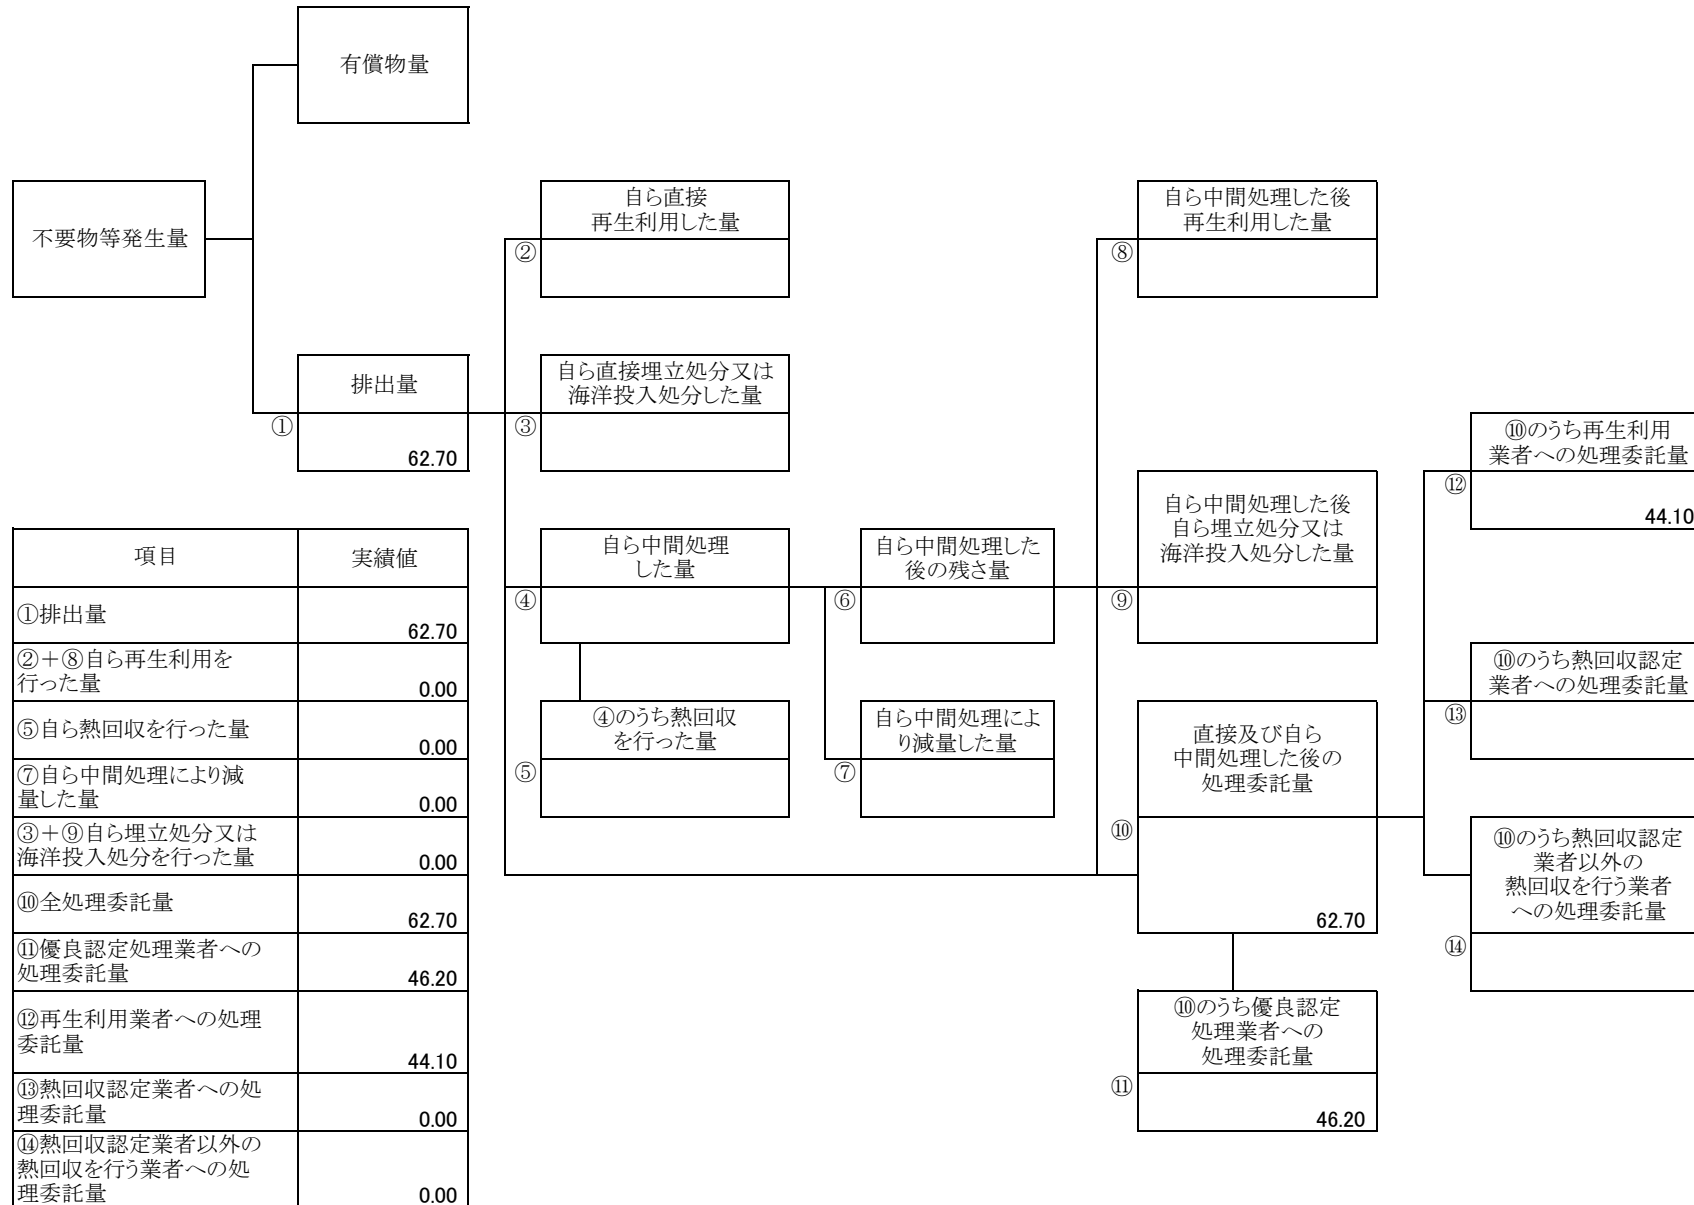 有償物量
不要物等発生量
自ら直接
再生利用した量
②
自ら中間処理した後
再生利用した量
⑧
排出量
①
62.70
自ら直接埋立処分又は
海洋投入処分した量
③
⑩のうち再生利用
業者への処理委託量
⑫
44.10
自ら中間処理
した量
④
自ら中間処理した
後の残さ量
⑥
自ら中間処理した後
自ら埋立処分又は
海洋投入処分した量
⑨
⑩のうち熱回収認定
業者への処理委託量
⑬
④のうち熱回収
を行った量
⑤
自ら中間処理によ
り減量した量
⑦
直接及び自ら
中間処理した後の
処理委託量
⑩
62.70
⑩のうち熱回収認定
業者以外の
熱回収を行う業者
への処理委託量
⑭
⑩のうち優良認定
処理業者への
処理委託量
⑪
46.20
項目 実績値
①排出量
62.70
②＋⑧自ら再生利用を
行った量
0.00
⑤自ら熱回収を行った量
0.00
⑦自ら中間処理により減
量した量
0.00
③＋⑨自ら埋立処分又は
海洋投入処分を行った量
0.00
⑩全処理委託量
62.70
⑪優良認定処理業者への
処理委託量
46.20
⑫再生利用業者への処理
委託量
44.10
⑬熱回収認定業者への処
理委託量
0.00
⑭熱回収認定業者以外の
熱回収を行う業者への処
理委託量
0.00